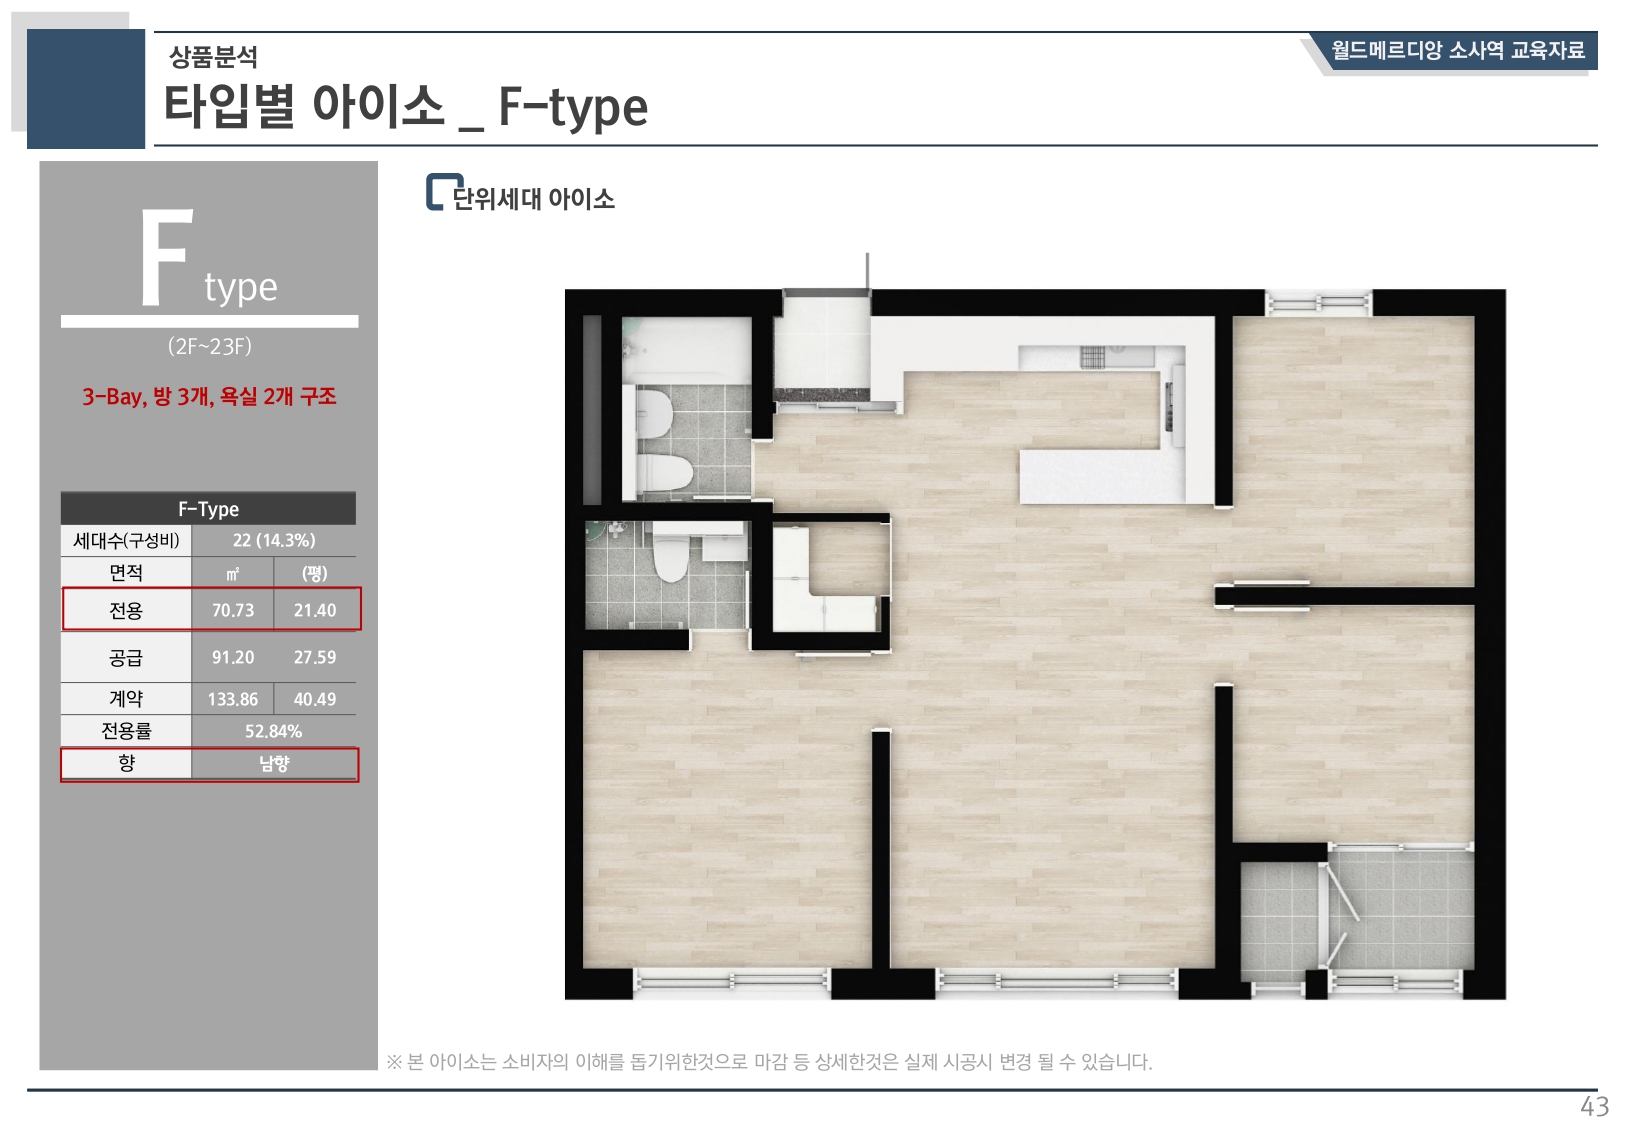 상품분석
타입별 아이소 _ F-type
월드메르디앙 소사역 교육자료
F type
(2F~23F)
3-Bay, 방 3개, 욕실 2개 구조
F-Type
세대수(구성비) 22 (14.3%)
면적 ㎡ (평)
전용 70.73 21.40
공급 91.20 27.59
계약 133.86 40.49
전용률 52.84%
향 남향
단위세대 아이소
※ 본 아이소는 소비자의 이해를 돕기위한것으로 마감 등 상세한것은 실제 시공시 변경 될 수 있습니다.
43